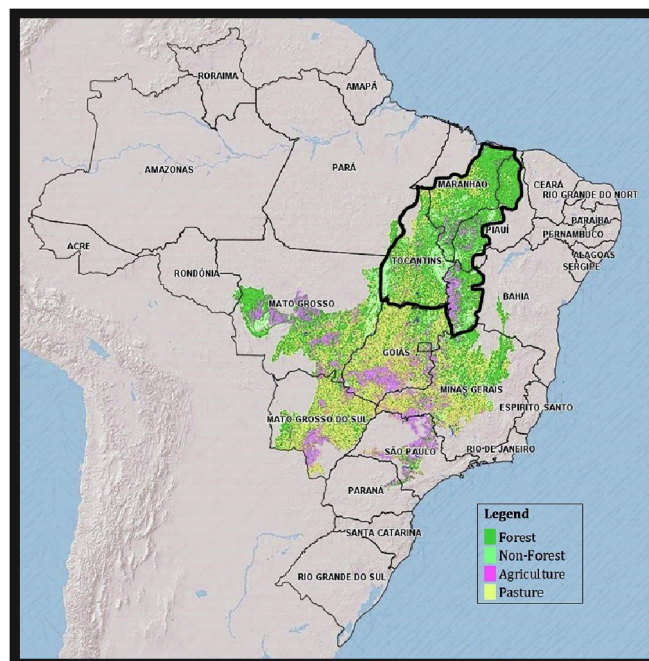 RORAIMA
AMAPÁ
AMAZONAS
PARÁ
MARANHÃO
CEARÁ
RIO GRANDE DO NORT
PARAÍBA
PIAUÍ
PERNAMBUCO
ACRE
TOCANTINS
ALAGOAS
SERGIPE
RONDÔNIA
BAHIA
MATO GROSSO
GOIÁS
MINAS GERAIS
ESPIRITO SANTO
MATO GROSSO DO SUL
SÃO PAULO
RIO DE JANEIRO
PARANÁ
SANTA CATARINA
RIO GRANDE DO SUL
Legend
Forest
Non-Forest
Agriculture
Pasture